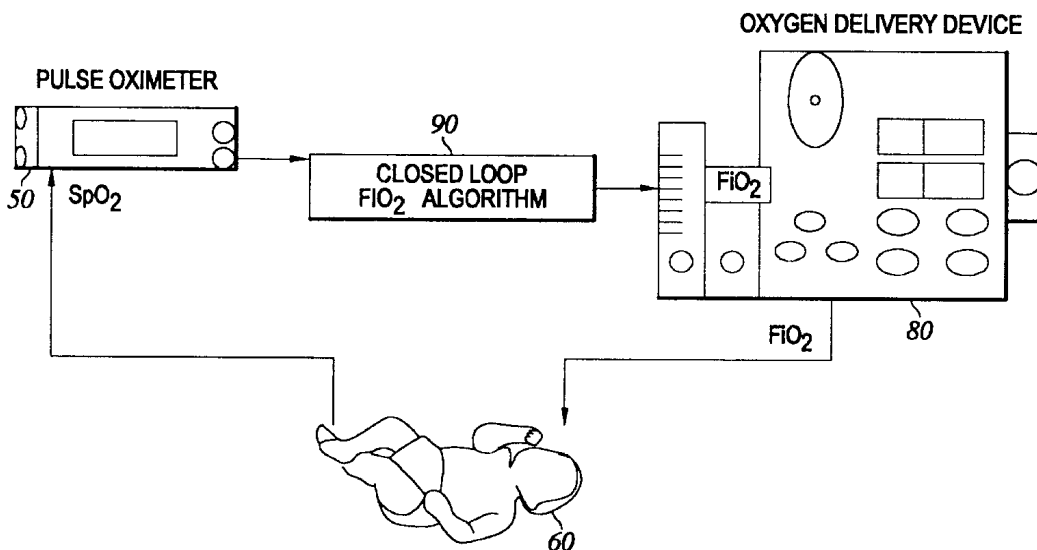 OXYGEN DELIVERY DEVICE
PULSE OXIMETER
90
50
SpO2
CLOSED LOOP
FIO2 ALGORITHM
FiO2
FiO2
80
60